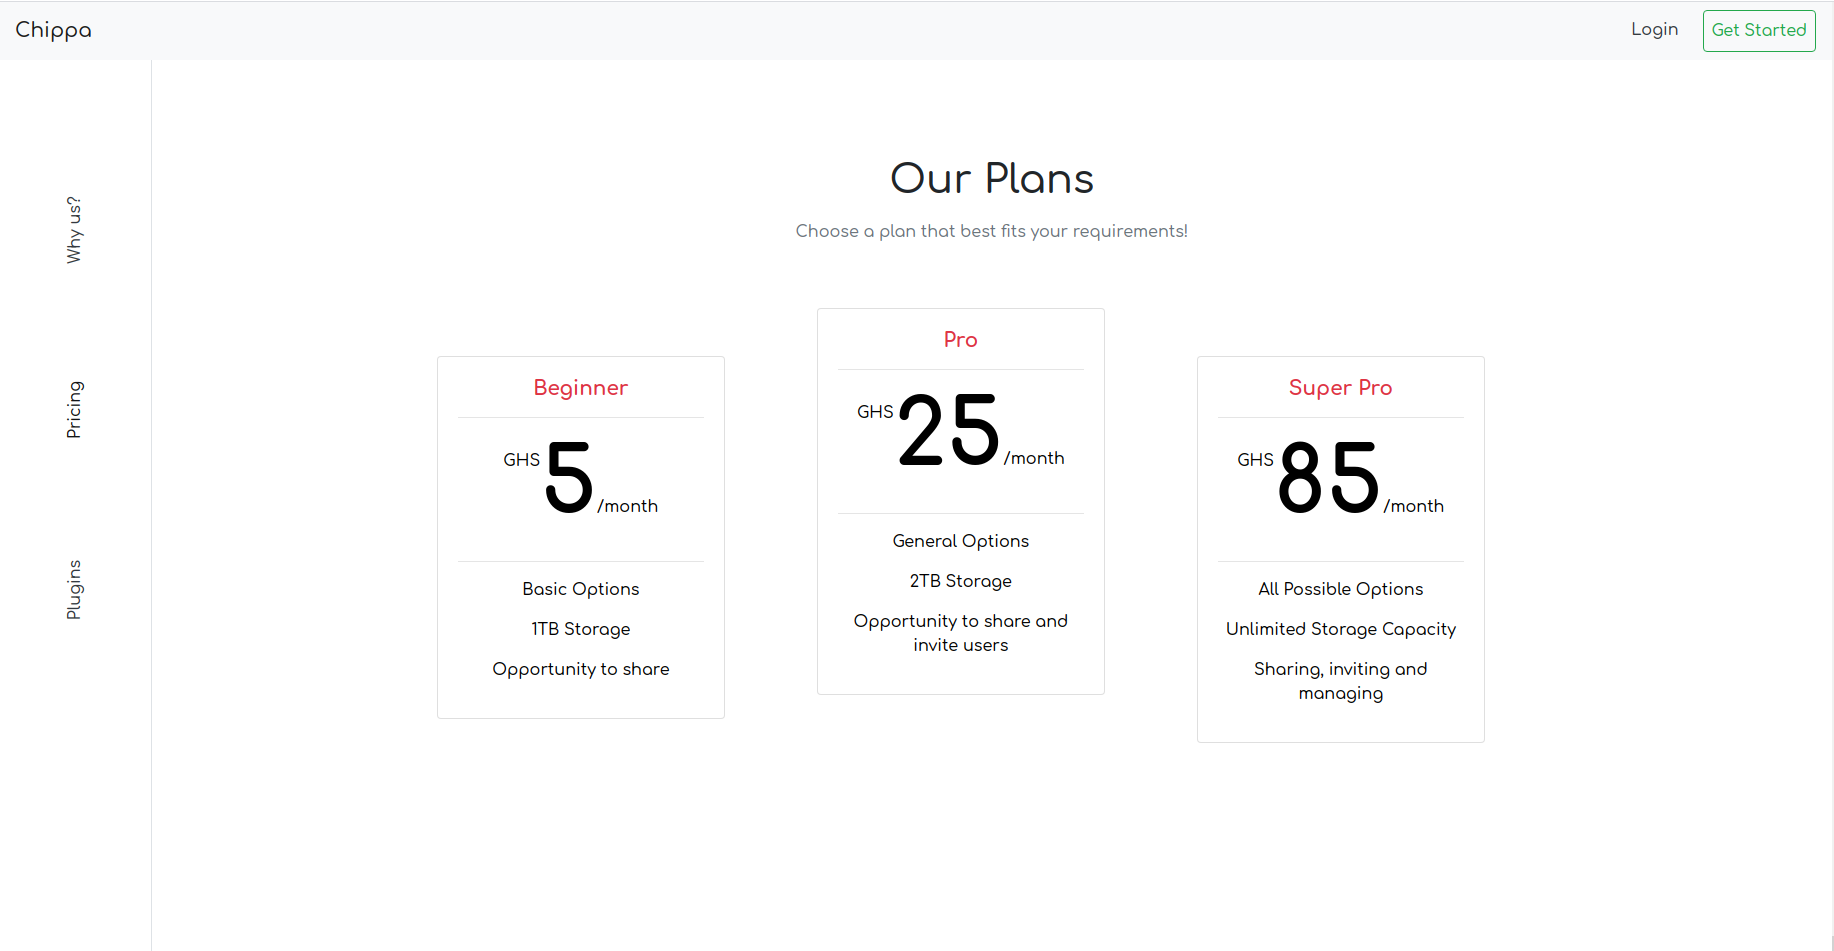 Chippa
Login
Get Started
Why us?
Pricing
Plugins
Our Plans
Choose a plan that best fits your requirements!
Beginner
GHS 5 /month
Basic Options
1TB Storage
Opportunity to share
Pro
GHS 25 /month
General Options
2TB Storage
Opportunity to share and
invite users
Super Pro
GHS 85 /month
All Possible Options
Unlimited Storage Capacity
Sharing, inviting and
managing